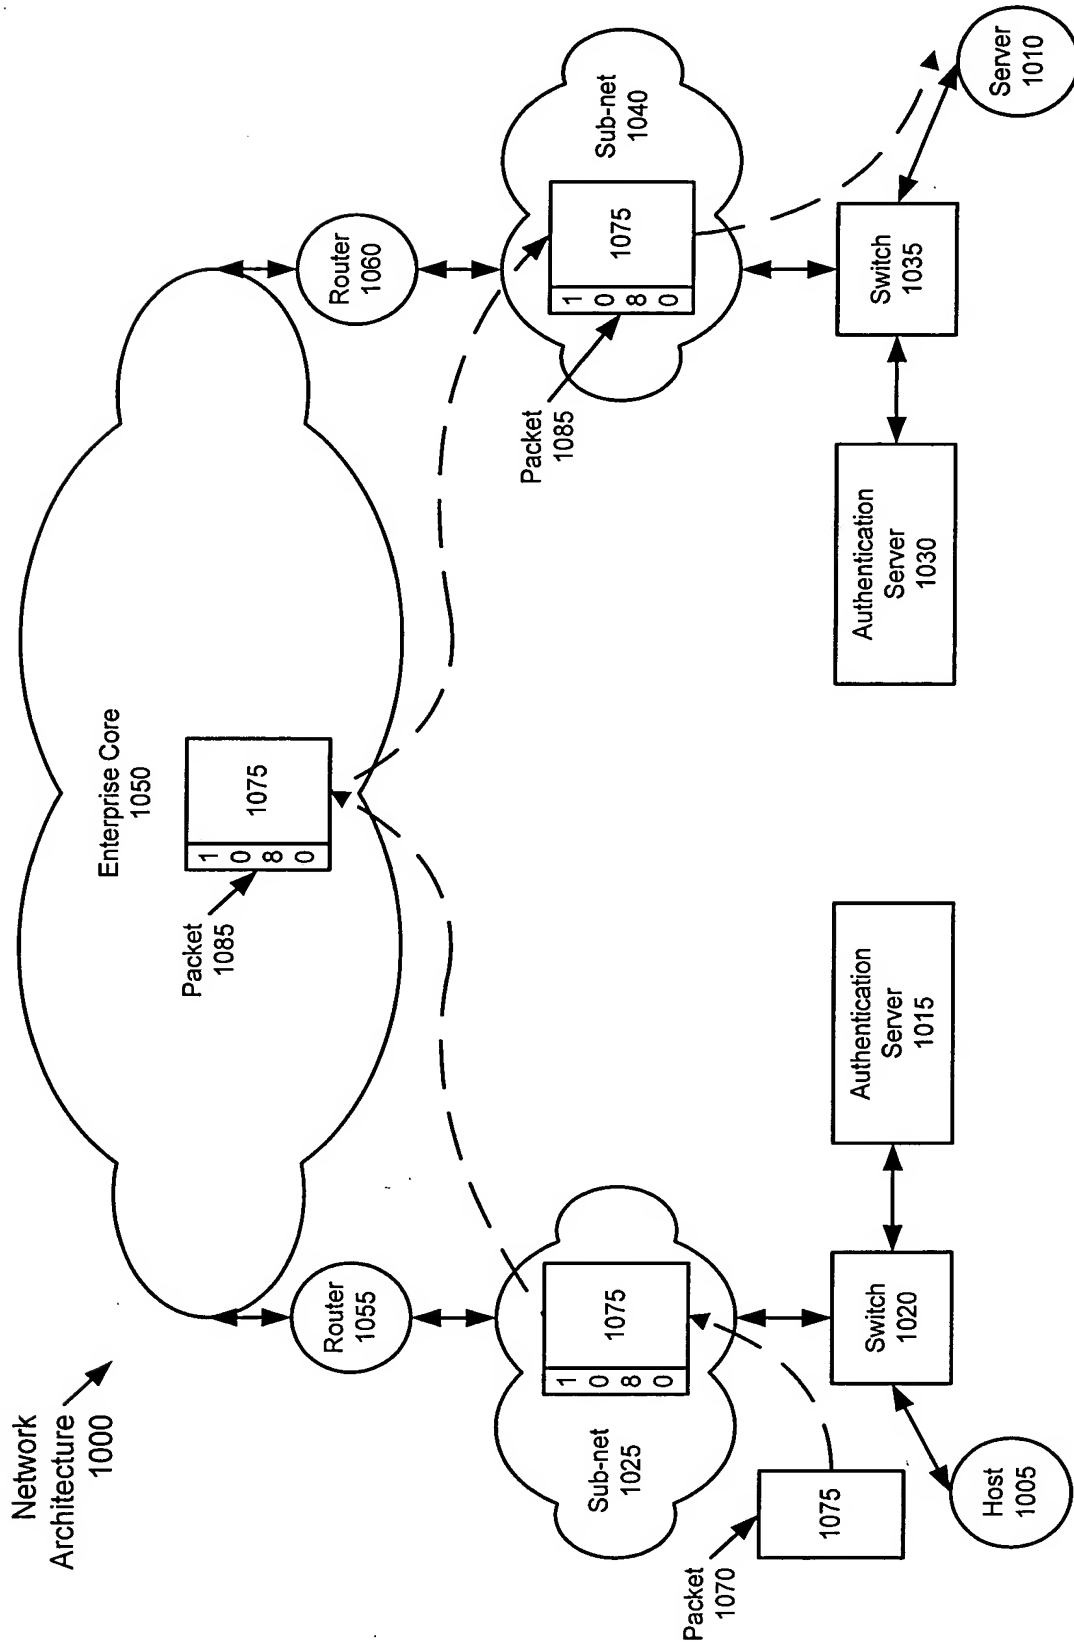 Network
Architecture
1000
Enterprise Core
1050
Packet
1085
1
0
8
0
1075
Router
1055
Router
1060
Sub-net
1025
1
0
8
0
1075
Packet
1085
Sub-net
1040
1
0
8
0
1075
Packet
1070
1075
Host
1005
Switch
1020
Authentication
Server
1015
Authentication
Server
1030
Switch
1035
Server
1010